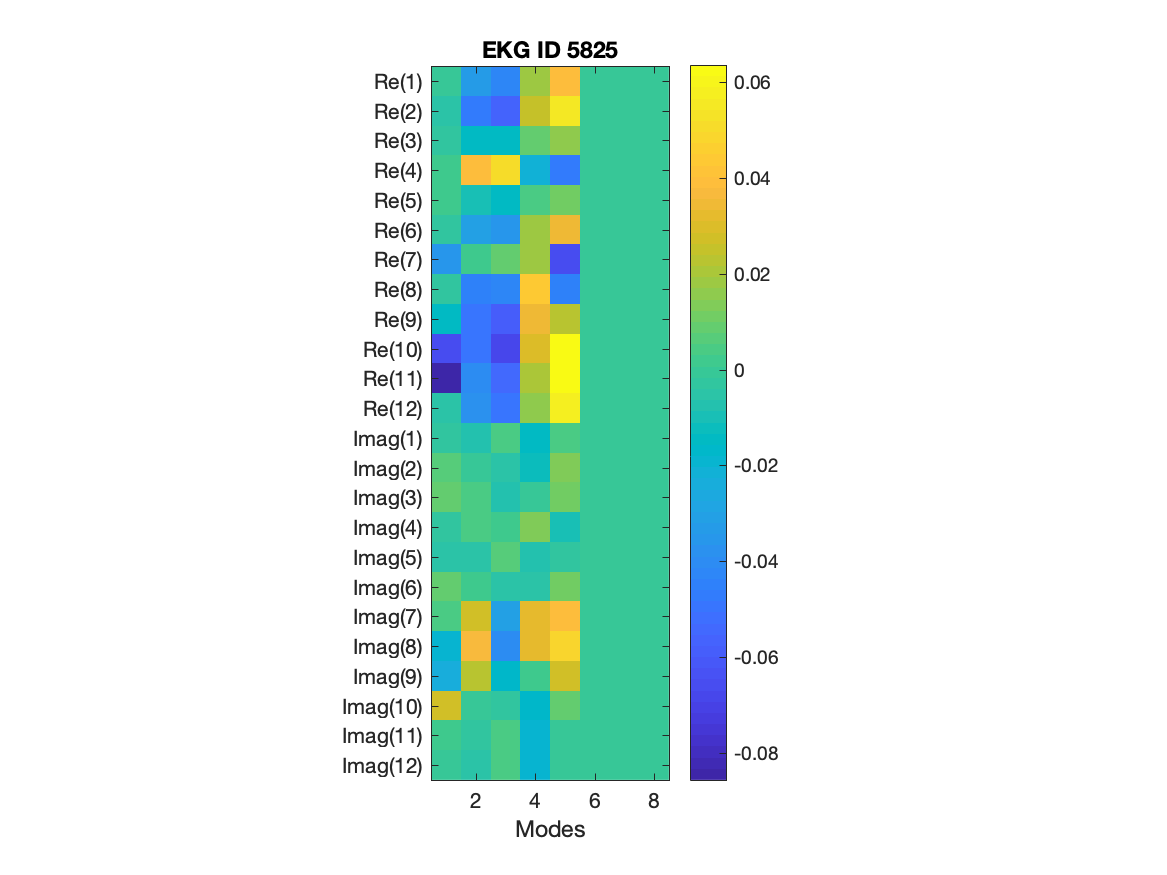 EKG ID 5825
Re(1)
Re(2)
Re(3)
Re(4)
Re(5)
Re(6)
Re(7)
Re(8)
Re(9)
Re(10)
Re(11)
Re(12)
Imag(1)
Imag(2)
Imag(3)
Imag(4)
Imag(5)
Imag(6)
Imag(7)
Imag(8)
Imag(9)
Imag(10)
Imag(11)
Imag(12)
2 4 6 8
Modes
0.06
0.04
0.02
0
-0.02
-0.04
-0.06
-0.08